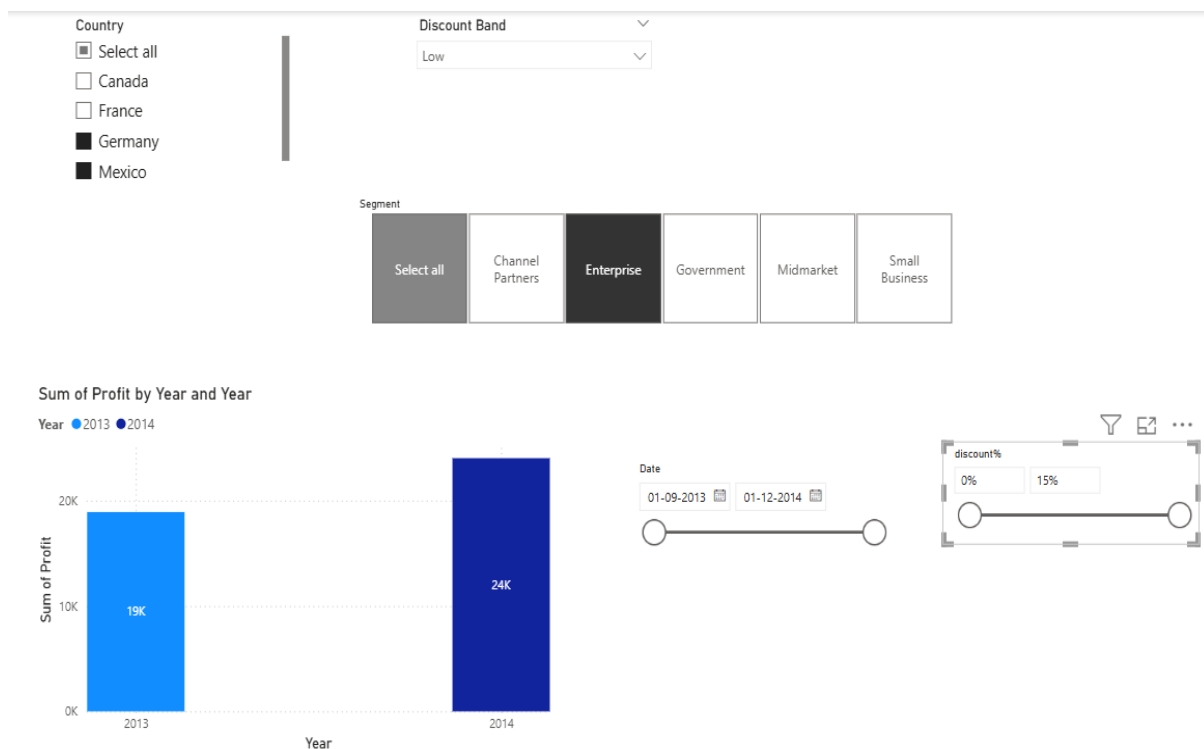 Country
Select all
Canada
France
Germany
Mexico
Discount Band
Low
Segment
Select all
Channel
Partners
Enterprise
Government
Midmarket
Small
Business
Sum of Profit by Year and Year
Year 2013 2014
Sum of Profit
20K
10K
0K
19K
24K
2013
2014
Year
Date
01-09-2013 01-12-2014
discount%
0% 15%